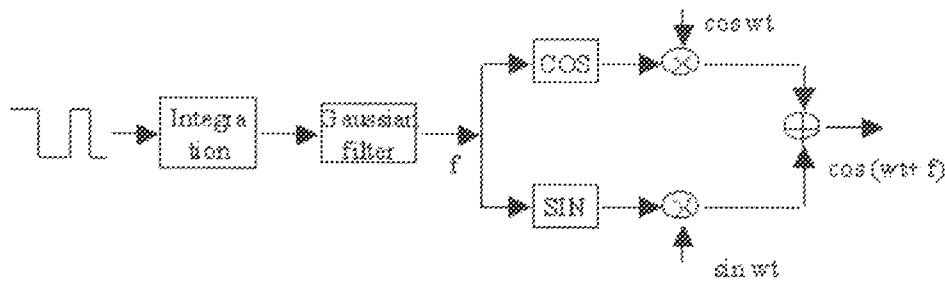 cos wt
COS
Integra
tion
Gaussian
filter
f
cos (wt+ f)
SIN
sin wt